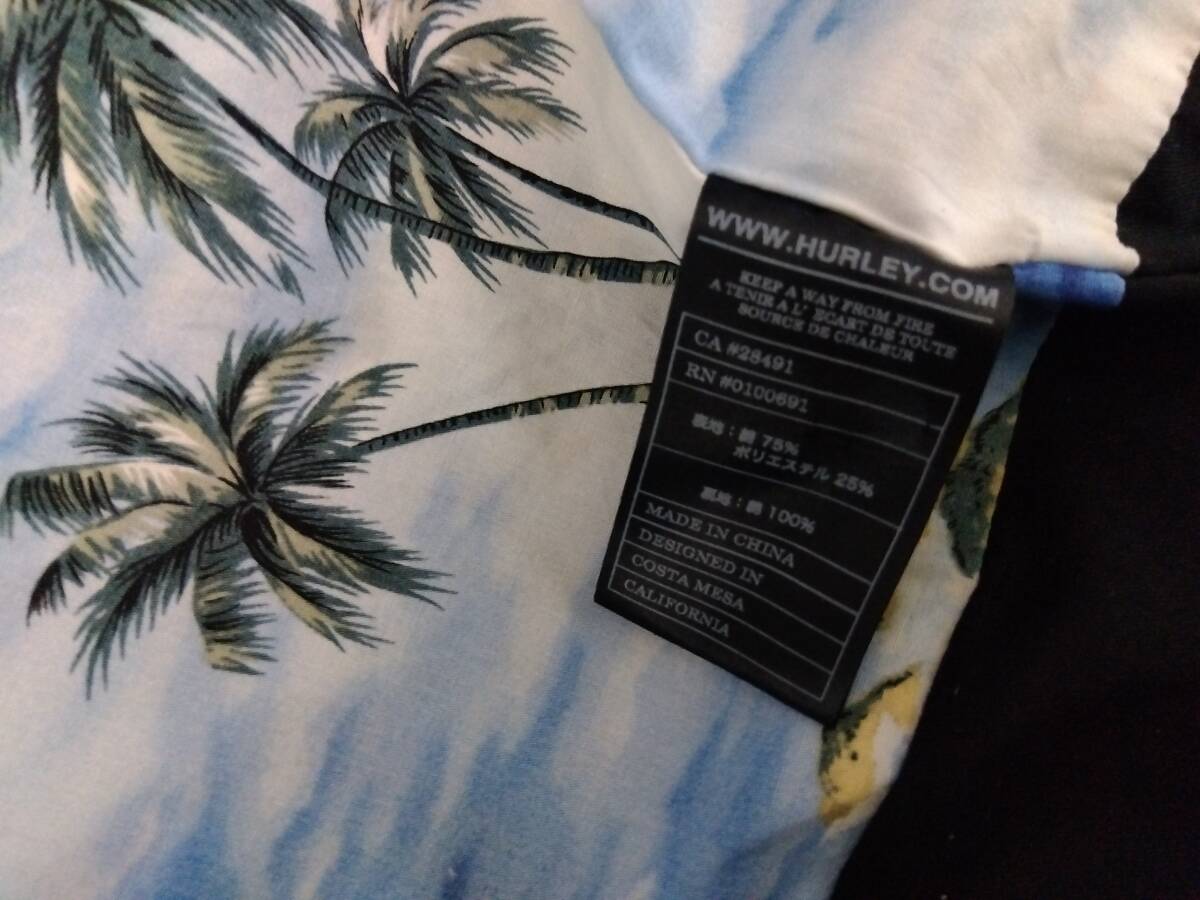 WWW.HURLEY.COM
KEEP A WAY FROM FIRE
A TENIR A L' ECART DE TOUTE
SOURCE DE CHALEUR
CA #28491
RN #0100691
表地：綿 75%
ポリエステル 25%
裏地：綿 100%
MADE IN CHINA
DESIGNED IN
COSTA MESA
CALIFORNIA